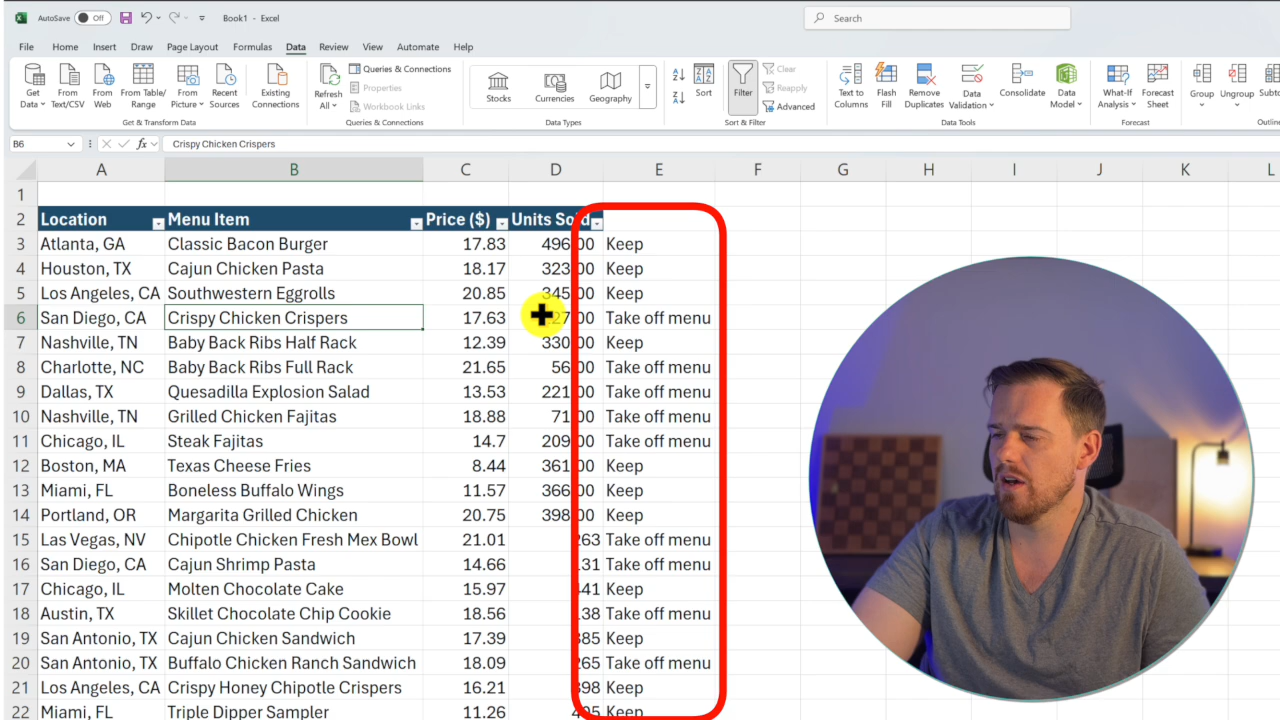 AutoSave Off Book1 - Excel Search
File Home Insert Draw Page Layout Formulas Data Review View Automate Help
Get Data From Text/CSV From Web From Table/Range From Picture Recent Sources Existing Connections
Get & Transform Data
Refresh All Queries & Connections Properties Workbook Links
Queries & Connections
Stocks Currencies Geography
Data Types
Sort Filter Clear Reapply Advanced
Sort & Filter
Text to Columns Flash Fill Remove Duplicates Data Validation Consolidate Data Model
Data Tools
What-If Analysis Forecast Sheet
Forecast
Group Ungroup
B6 fx Crispy Chicken Crispers
A B C D E F G H I J K L
1
2 Location Menu Item Price ($) Units Sold
3 Atlanta, GA Classic Bacon Burger 17.83 496.00 Keep
4 Houston, TX Cajun Chicken Pasta 18.17 323.00 Keep
5 Los Angeles, CA Southwestern Eggrolls 20.85 345.00 Keep
6 San Diego, CA Crispy Chicken Crispers 17.63 Take off menu
7 Nashville, TN Baby Back Ribs Half Rack 12.39 330.00 Keep
8 Charlotte, NC Baby Back Ribs Full Rack 21.65 56.00 Take off menu
9 Dallas, TX Quesadilla Explosion Salad 13.53 221.00 Take off menu
10 Nashville, TN Grilled Chicken Fajitas 18.88 71.00 Take off menu
11 Chicago, IL Steak Fajitas 14.7 209.00 Take off menu
12 Boston, MA Texas Cheese Fries 8.44 361.00 Keep
13 Miami, FL Boneless Buffalo Wings 11.57 366.00 Keep
14 Portland, OR Margarita Grilled Chicken 20.75 398.00 Keep
15 Las Vegas, NV Chipotle Chicken Fresh Mex Bowl 21.01 Take off menu
16 San Diego, CA Cajun Shrimp Pasta 14.66 Take off menu
17 Chicago, IL Molten Chocolate Cake 15.97 Keep
18 Austin, TX Skillet Chocolate Chip Cookie 18.56 Take off menu
19 San Antonio, TX Cajun Chicken Sandwich 17.39 Keep
20 San Antonio, TX Buffalo Chicken Ranch Sandwich 18.09 Take off menu
21 Los Angeles, CA Crispy Honey Chipotle Crispers 16.21 Keep
22 Miami, FL Triple Dipper Sampler 11.26 Keep